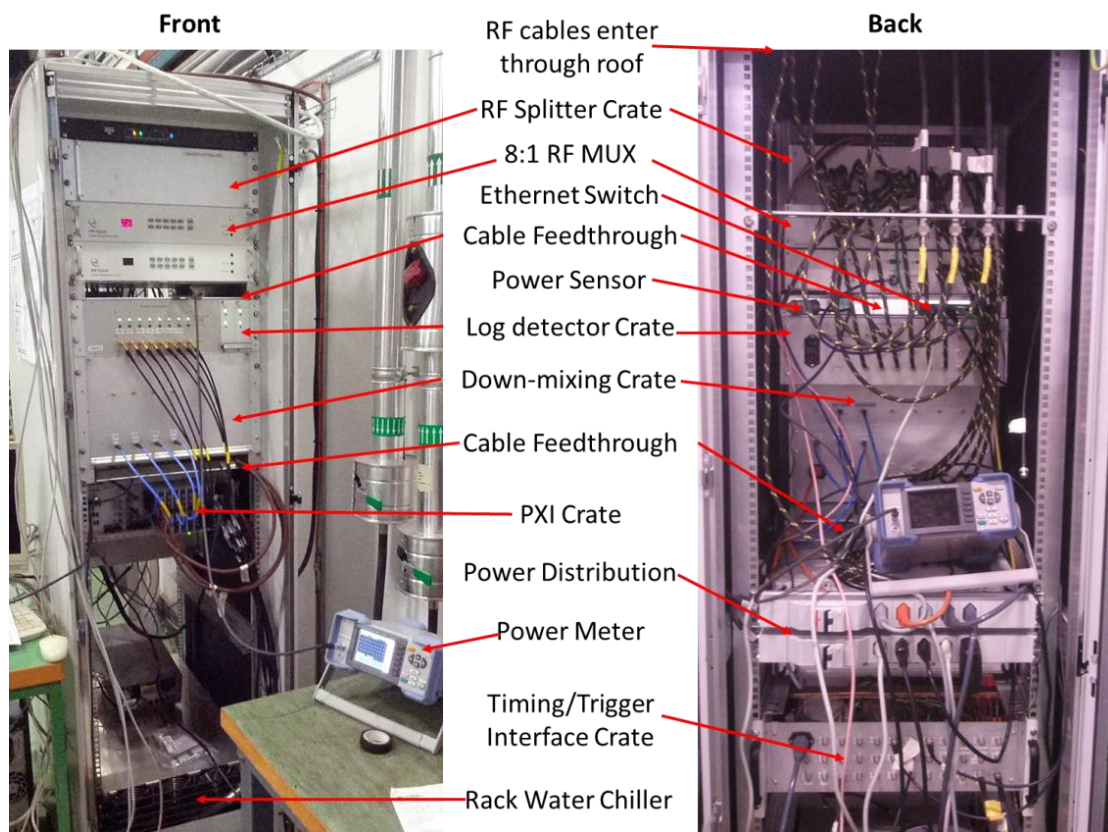 Front
Back
RF cables enter
through roof
RF Splitter Crate
8:1 RF MUX
Ethernet Switch
Cable Feedthrough
Power Sensor
Log detector Crate
Down-mixing Crate
Cable Feedthrough
PXI Crate
Power Distribution
Power Meter
Timing/Trigger
Interface Crate
Rack Water Chiller